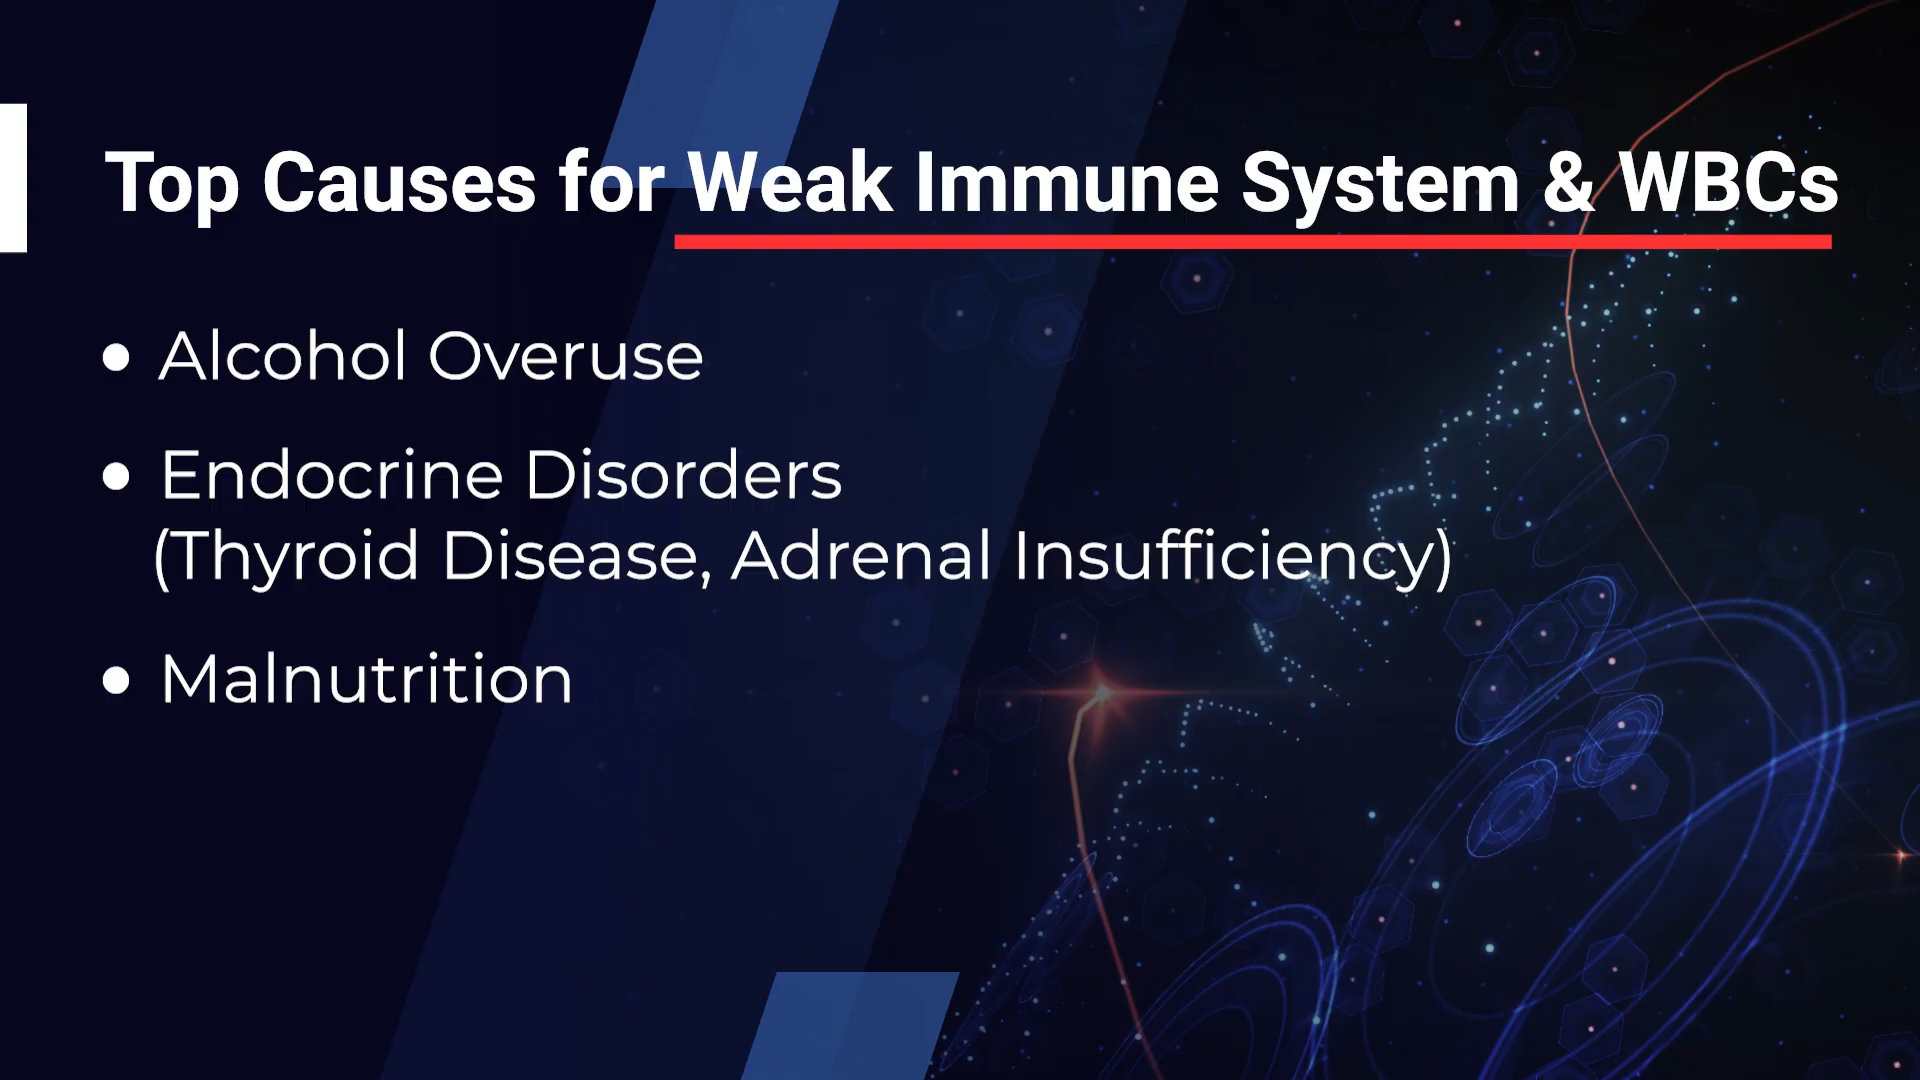 Top Causes for Weak Immune System & WBCs
• Alcohol Overuse
• Endocrine Disorders
(Thyroid Disease, Adrenal Insufficiency)
• Malnutrition